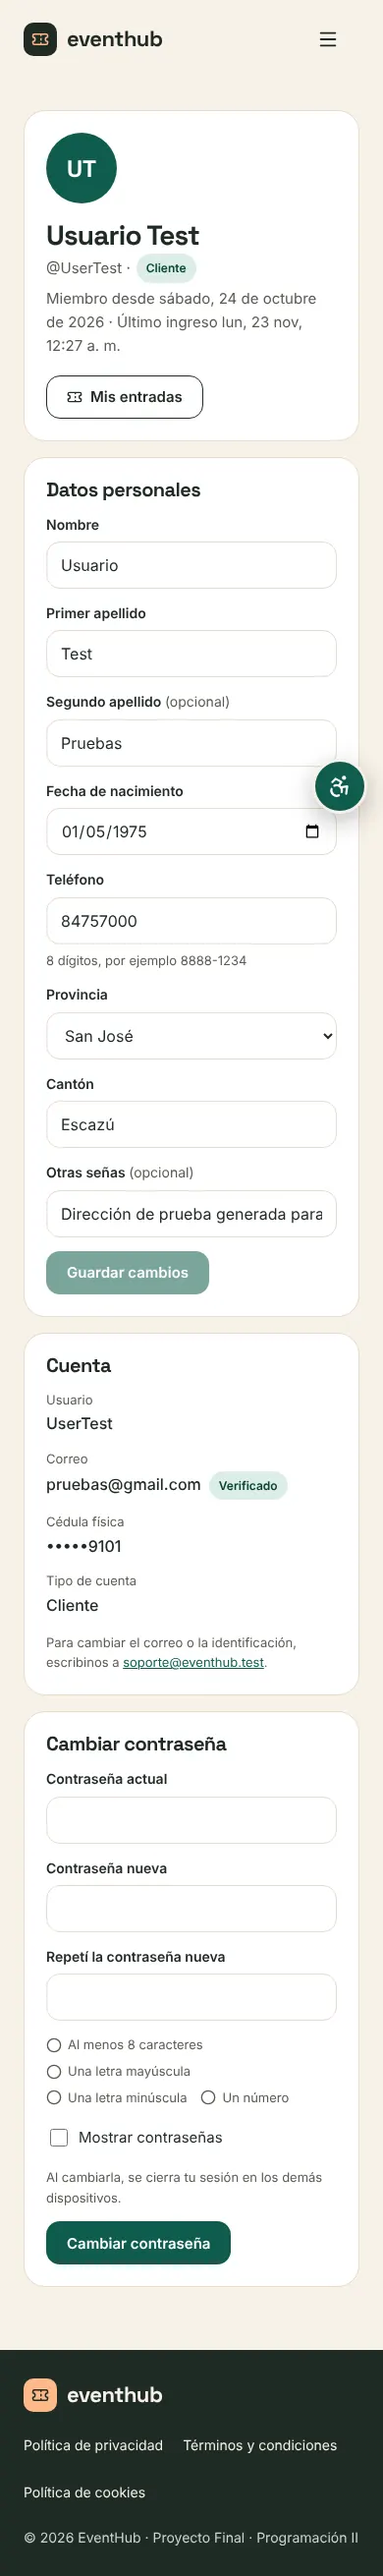 eventhub
UT
Usuario Test
@UserTest · Cliente
Miembro desde sábado, 24 de octubre
de 2026 · Último ingreso lun, 23 nov,
12:27 a. m.
Mis entradas
Datos personales
Nombre
Usuario
Primer apellido
Test
Segundo apellido (opcional)
Pruebas
Fecha de nacimiento
01/05/1975
Teléfono
84757000
8 dígitos, por ejemplo 8888-1234
Provincia
San José
Cantón
Escazú
Otras señas (opcional)
Dirección de prueba generada para
Guardar cambios
Cuenta
Usuario
UserTest
Correo
pruebas@gmail.com Verificado
Cédula física
•••••9101
Tipo de cuenta
Cliente
Para cambiar el correo o la identificación,
escribinos a soporte@eventhub.test.
Cambiar contraseña
Contraseña actual
Contraseña nueva
Repetí la contraseña nueva
Al menos 8 caracteres
Una letra mayúscula
Una letra minúscula Un número
Mostrar contraseñas
Al cambiarla, se cierra tu sesión en los demás
dispositivos.
Cambiar contraseña
eventhub
Política de privacidad Términos y condiciones
Política de cookies
© 2026 EventHub · Proyecto Final · Programación II